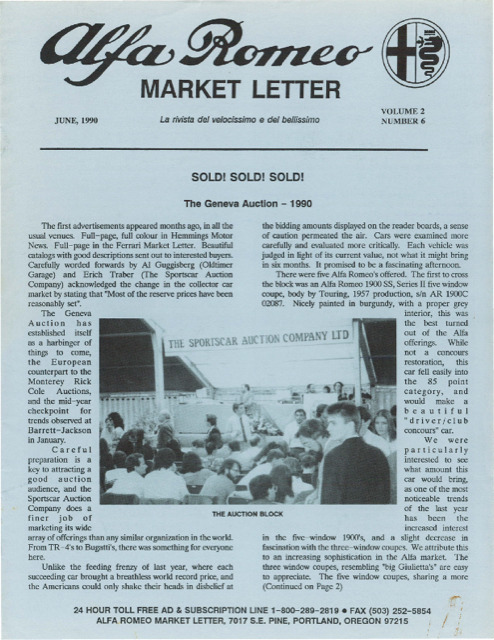 Alfa Romeo
MARKET LETTER
JUNE, 1990
La rivista del velocissimo e del bellissimo
VOLUME 2
NUMBER 6
SOLD! SOLD! SOLD!
The Geneva Auction - 1990
The first advertisements appeared months ago, in all the
usual venues. Full-page, full colour in Hemmings Motor
News. Full-page in the Ferrari Market Letter. Beautiful
catalogs with good descriptions sent out to interested buyers.
Carefully worded forwards by Al Guggisberg (Oldtimer
Garage) and Erich Traber (The Sportscar Auction
Company) acknowledged the change in the collector car
market by stating that "Most of the reserve prices have been
reasonably set".
The Geneva
Auction has
established itself
as a harbinger of
things to come,
the European
counterpart to the
Monterey Rick
Cole Auctions,
and the mid-year
checkpoint for
trends observed at
Barrett-Jackson
in January.
Careful
preparation is a
key to attracting a
good auction
audience, and the
Sportscar Auction
Company does a
finer job of
marketing its wide
array of offerings than any similar organization in the world.
From TR-4's to Bugatti's, there was something for everyone
here.
Unlike the feeding frenzy of last year, where each
succeeding car brought a breathless world record price, and
the Americans could only shake their heads in disbelief at
THE SPORTSCAR AUCTION COMPANY LTD
THE AUCTION BLOCK
the bidding amounts displayed on the reader boards, a sense
of caution permeated the air. Cars were examined more
carefully and evaluated more critically. Each vehicle was
judged in light of its current value, not what it might bring
in six months. It promised to be a fascinating afternoon.
There were five Alfa Romeo's offered. The first to cross
the block was an Alfa Romeo 1900 SS, Series II five window
coupe, body by Touring, 1957 production, s/n AR 1900C
02087. Nicely painted in burgundy, with a proper grey
interior, this was
the best turned
out of the Alfa
offerings. While
not a concours
restoration, this
car fell easily into
the 85 point
category, and
would make a
beautiful
"driver/club
concours" car.
We were
particularly
interested to see
what amount this
car would bring,
as one of the most
noticeable trends
of the last year
has been the
increased interest
in the five-window 1900's, and a slight decrease in
fascination with the three-window coupes. We attribute this
to an increasing sophistication in the Alfa market. The
three window coupes, resembling "big Giulietta's" are easy
to appreciate. The five window coupes, sharing a more
(Continued on Page 2)
24 HOUR TOLL FREE AD & SUBSCRIPTION LINE 1-800-289-2819 ● FAX (503) 252-5854
ALFA ROMEO MARKET LETTER, 7017 S.E. PINE, PORTLAND, OREGON 97215